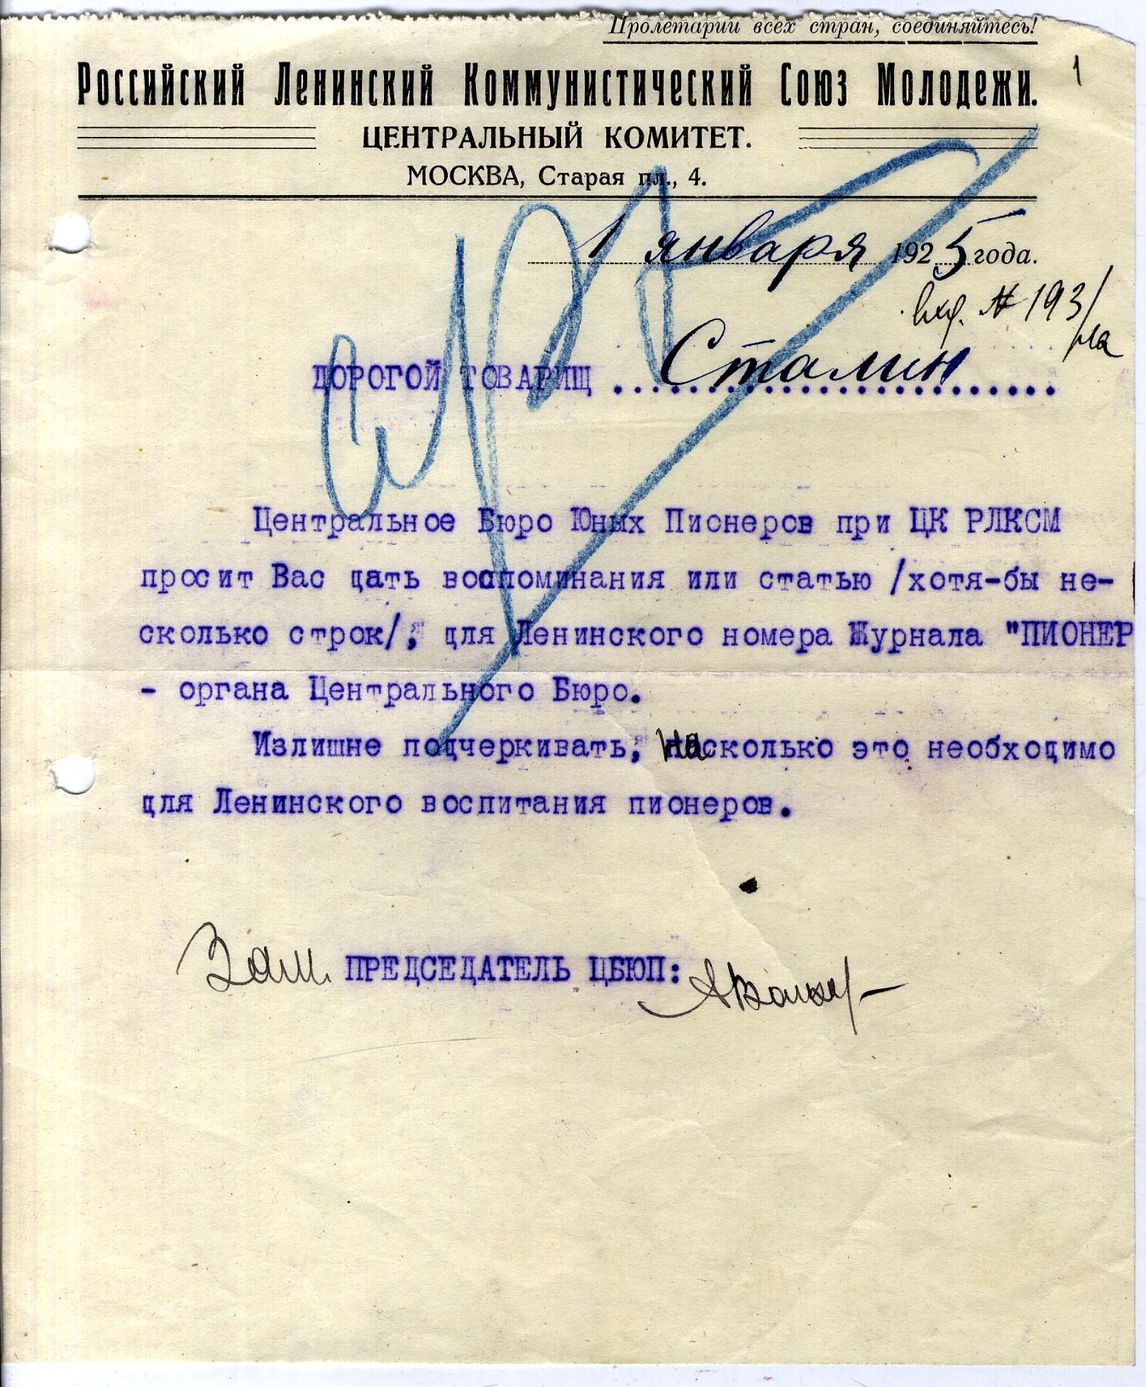 Пролетарии всех стран, соединяйтесь!
1
Российский Ленинский Коммунистический Союз Молодежи.
ЦЕНТРАЛЬНЫЙ КОМИТЕТ.
МОСКВА, Старая пл., 4.
1 января 1925 года.
вхд. № 193/
ДОРОГОЙ ТОВАРИЩ Сталин
Центральное Бюро Юных Пионеров при ЦК РЛКСМ
просит Вас дать воспоминания или статью /хотя-бы не-
сколько строк/, для Ленинского номера Журнала "ПИОНЕР
- органа Центрального Бюро.
Излишне подчеркивать, насколько это необходимо
для Ленинского воспитания пионеров.
Зам. ПРЕДСЕДАТЕЛЬ ЦБЮП: